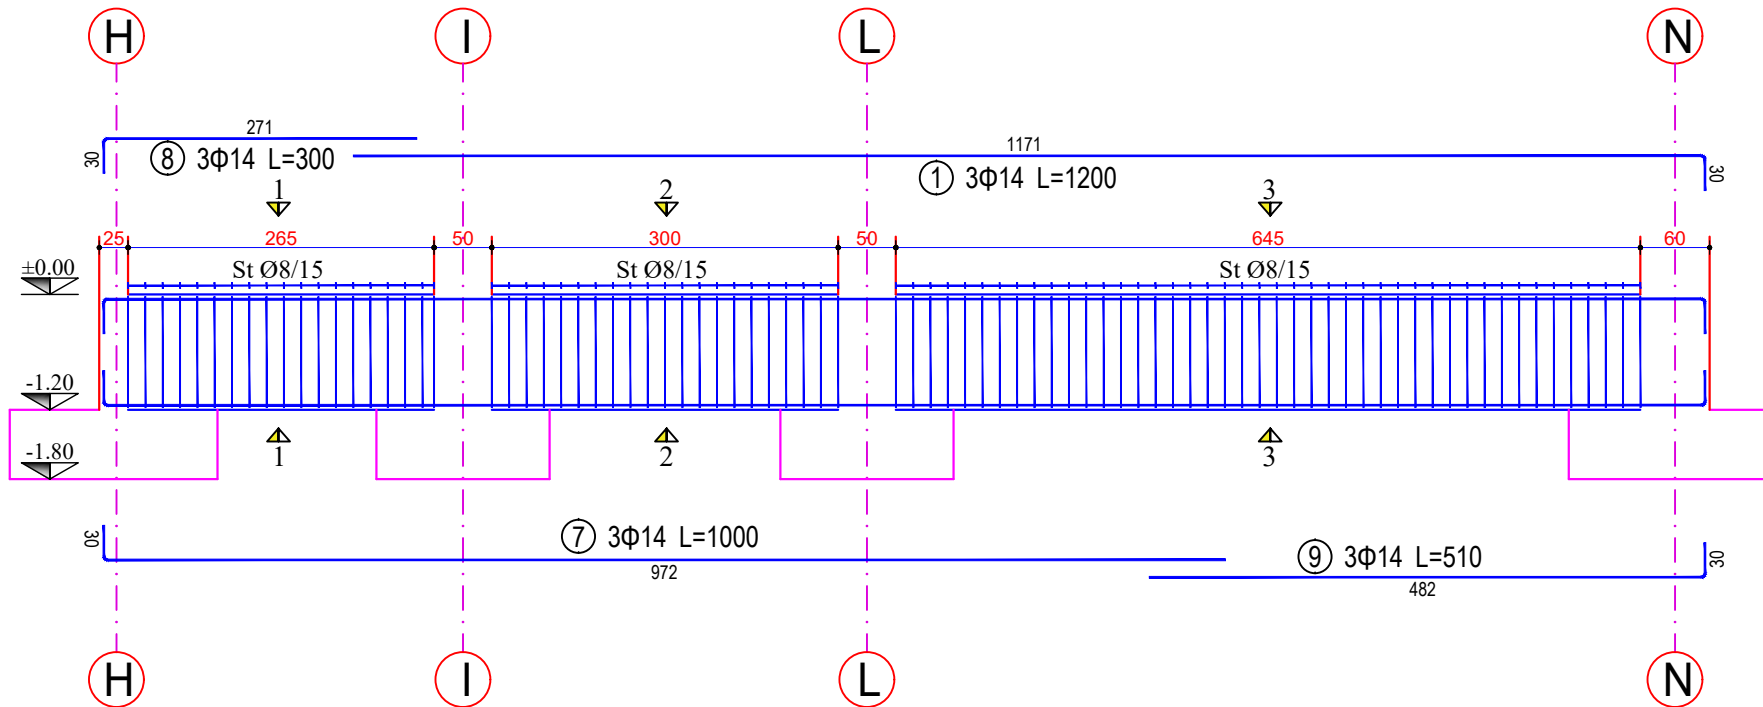 H I L N
271
1171
30
⑧ 3Φ14 L=300
① 3Φ14 L=1200
30
1 2 3
25 265 50 300 50 645 60
±0.00
St Ø8/15 St Ø8/15 St Ø8/15
-1.20
-1.80
1 2 3
30
⑦ 3Φ14 L=1000
972
⑨ 3Φ14 L=510
482
30
H I L N